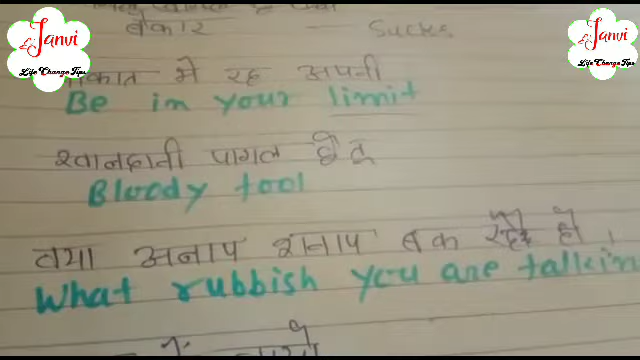 Janvi
Life Change Tips
Janvi
Life Change Tips
बेकार — Sucks
में रह अपनी
Be in your limit
खानदानी पागल है तू
Bloody tool
क्या अनाप शनाप बक रहे हो ।
What rubbish you are talkin